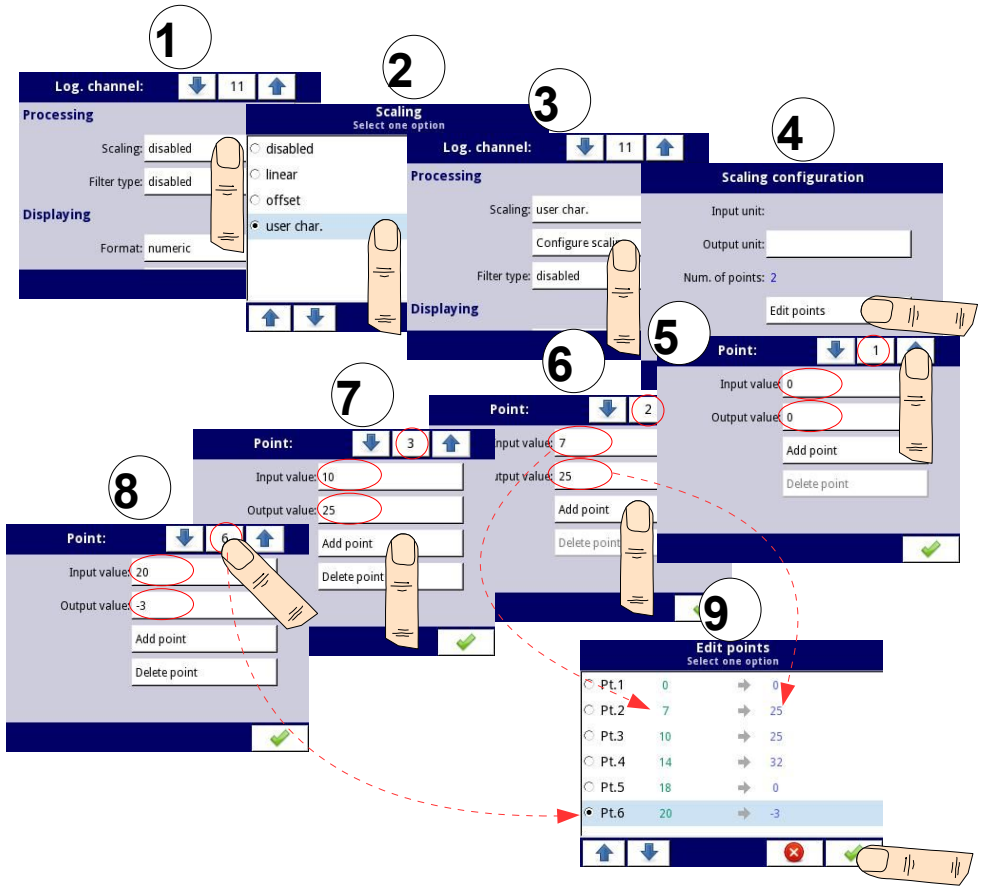 1
Log. channel: 11
Processing
Scaling: disabled
Filter type: disabled
Displaying
Format: numeric
2
Scaling
Select one option
disabled
linear
offset
user char.
3
Log. channel: 11
Processing
Scaling: user char.
Configure scalin
Filter type: disabled
Displaying
4
Scaling configuration
Input unit:
Output unit:
Num. of points: 2
Edit points
5
Point: 1
Input value: 0
Output value: 0
Add point
Delete point
6
Point: 2
nput value: 7
utput value: 25
Add point
Delete point
7
Point: 3
Input value: 10
Output value: 25
Add point
Delete point
8
Point: 6
Input value: 20
Output value: -3
Add point
Delete point
9
Edit points
Select one option
Pt.1 0 0
Pt.2 7 25
Pt.3 10 25
Pt.4 14 32
Pt.5 18 0
Pt.6 20 -3